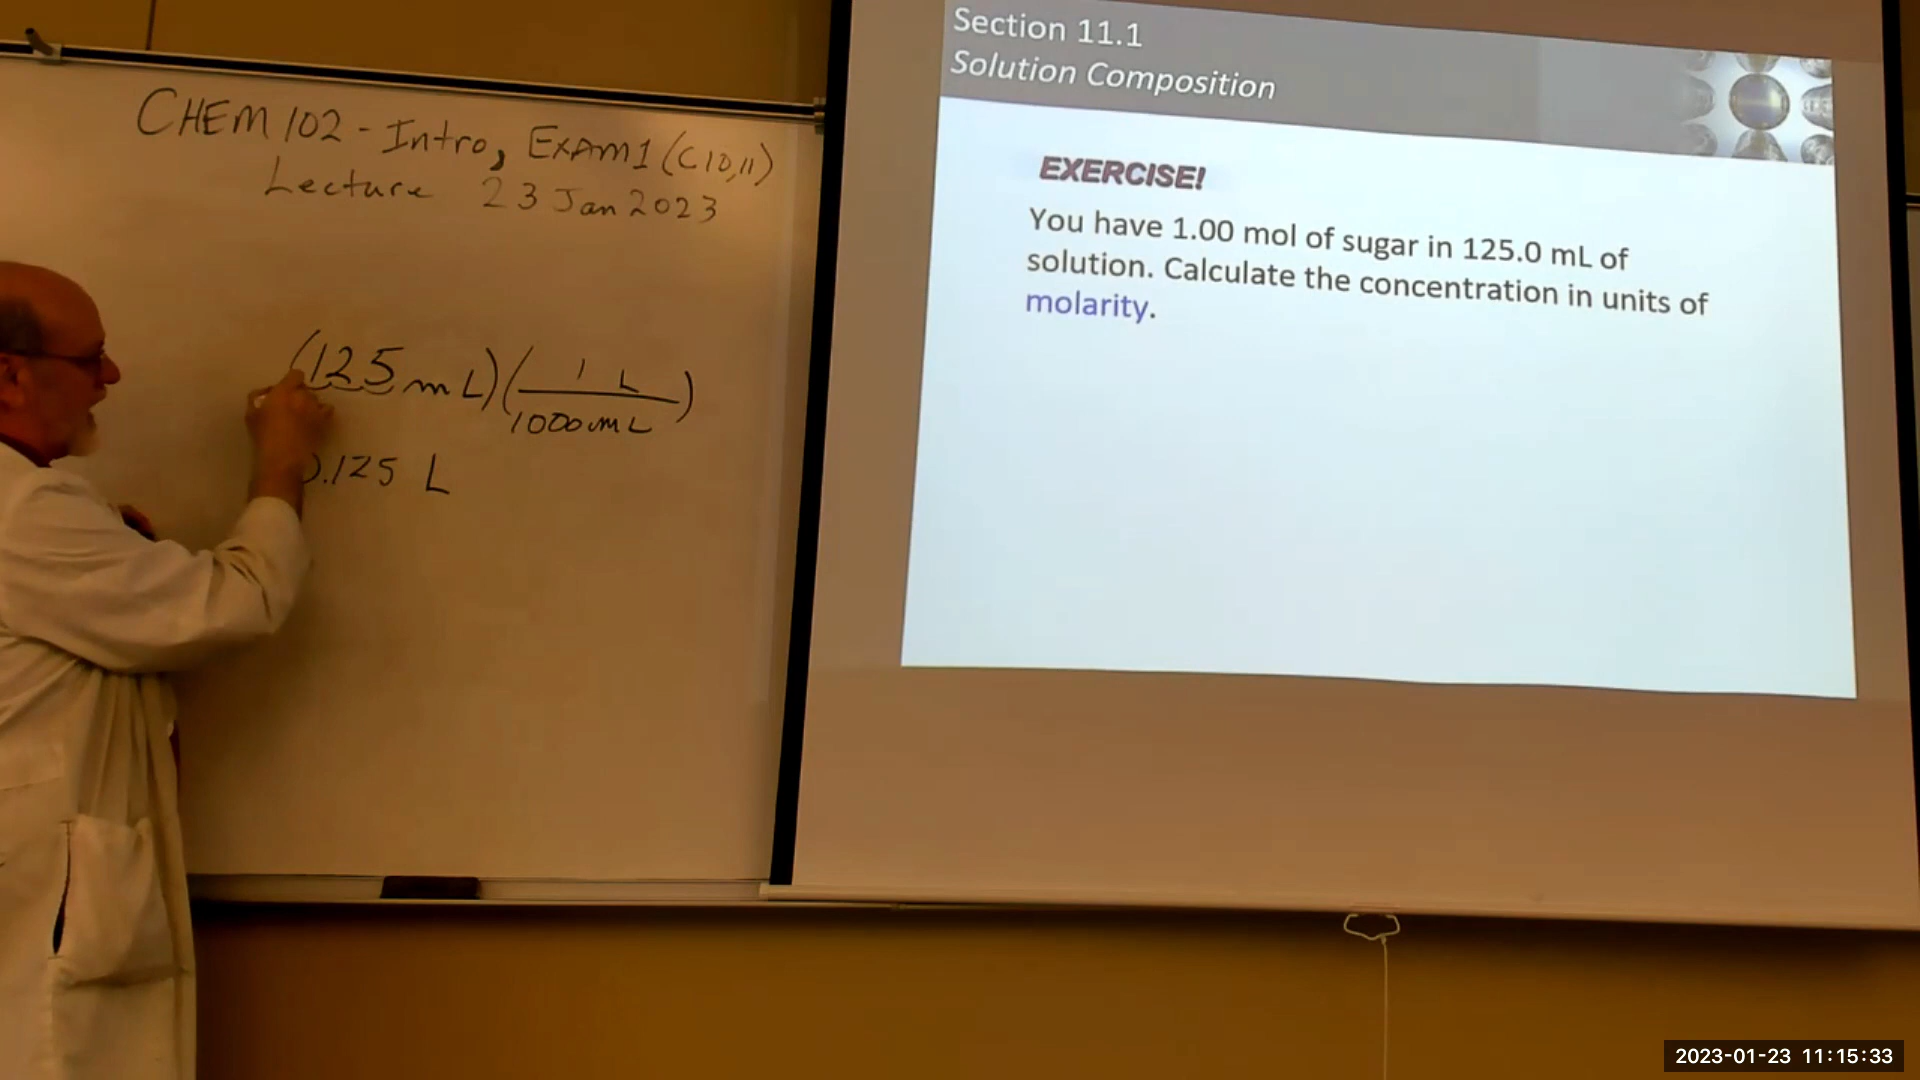 CHEM 102 - Intro, EXAM 1 (C10,11)
Lecture 23 Jan 2023
(125 mL)(1 L / 1000 mL)
0.125 L
Section 11.1
Solution Composition
EXERCISE!
You have 1.00 mol of sugar in 125.0 mL of
solution. Calculate the concentration in units of
molarity.
2023-01-23 11:15:33